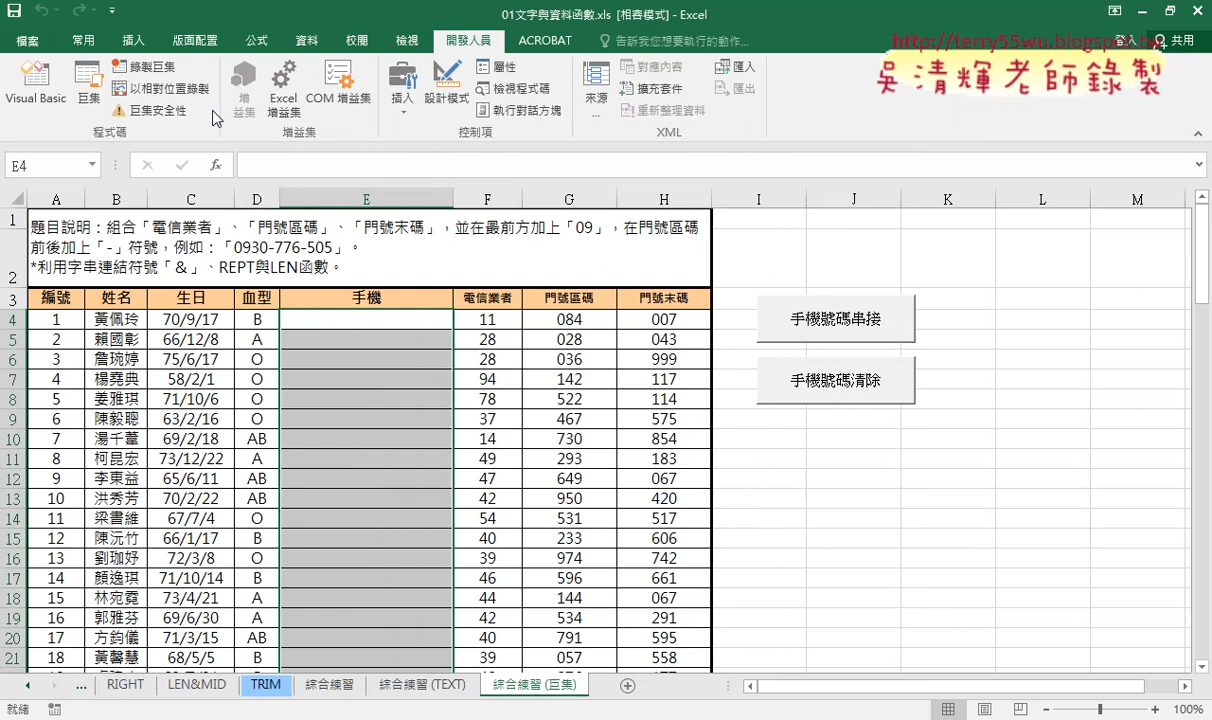 01文字與資料函數.xls [相容模式] - Excel
檔案 常用 插入 版面配置 公式 資料 校閱 檢視 開發人員 ACROBAT 告訴我您想要執行的動作... 登入 共用
http://terry55wu.blogspot.tw
吳清輝老師錄製
Visual Basic 巨集 錄製巨集 以相對位置錄製 巨集安全性 增益集 Excel 增益集 COM 增益集 插入 設計模式 屬性 檢視程式碼 執行對話方塊 來源... 對應內容 擴充套件 重新整理資料 匯入 匯出
程式碼 增益集 控制項 XML
E4 fx
A B C D E F G H I J K L M
1 題目說明：組合「電信業者」、「門號區碼」、「門號末碼」，並在最前方加上「09」，在門號區碼
前後加上「-」符號，例如：「0930-776-505」。
2 *利用字串連結符號「&」、REPT與LEN函數。
3 編號 姓名 生日 血型 手機 電信業者 門號區碼 門號末碼
4 1 黃佩玲 70/9/17 B 11 084 007
手機號碼串接
5 2 賴國彰 66/12/8 A 28 028 043
6 3 詹琬婷 75/6/17 O 28 036 999
7 4 楊堯典 58/2/1 O 94 142 117
手機號碼清除
8 5 姜雅琪 71/10/6 O 78 522 114
9 6 陳毅聰 63/2/16 O 37 467 575
10 7 湯千葦 69/2/18 AB 14 730 854
11 8 柯昆宏 73/12/22 A 49 293 183
12 9 李東益 65/6/11 AB 47 649 067
13 10 洪秀芳 70/2/22 AB 42 950 420
14 11 梁書維 67/7/4 O 54 531 517
15 12 陳沅竹 66/1/17 B 40 233 606
16 13 劉珈妤 72/3/8 O 39 974 742
17 14 顏逸琪 71/10/14 B 46 596 661
18 15 林宛霓 73/4/21 A 44 144 067
19 16 郭雅芬 69/6/30 A 42 534 291
20 17 方鈞儀 71/3/15 AB 40 791 595
21 18 黃馨慧 68/5/5 B 39 057 558
... RIGHT LEN&MID TRIM 綜合練習 綜合練習 (TEXT) 綜合練習 (巨集)
就緒 100%